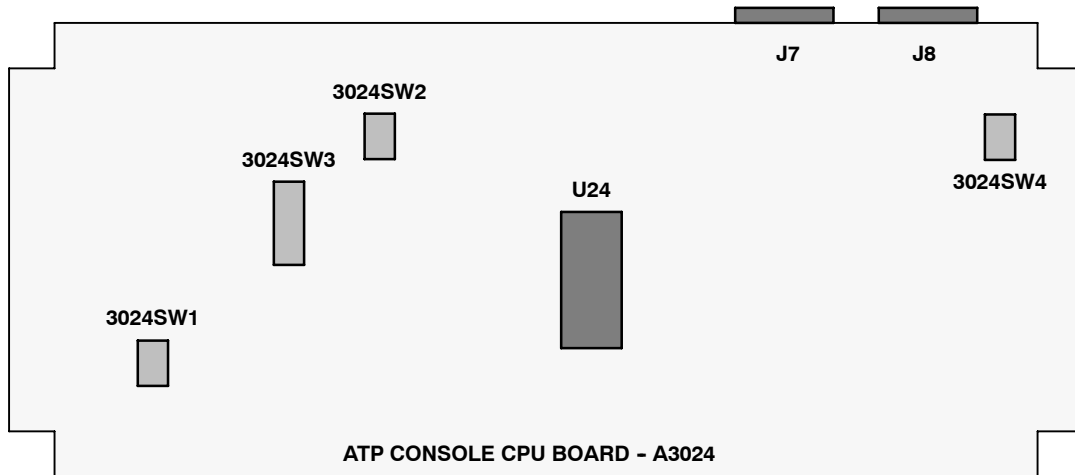 J7 J8
3024SW2
3024SW3
3024SW4
U24
3024SW1
ATP CONSOLE CPU BOARD - A3024